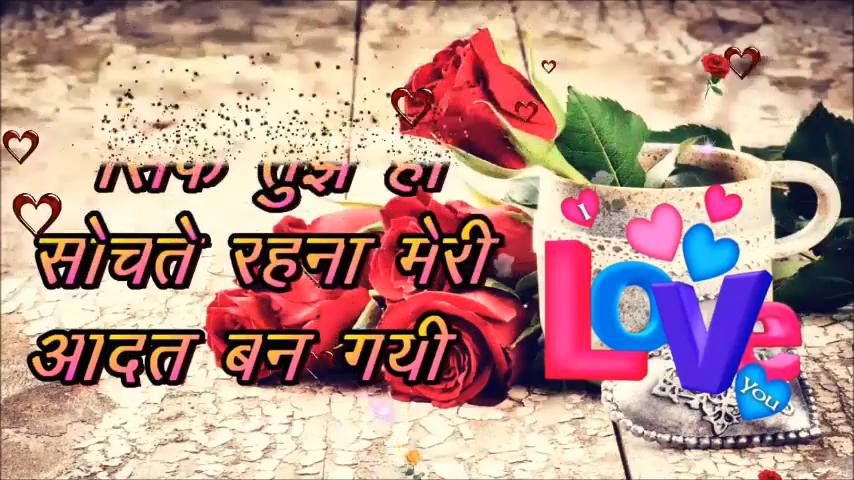 सिर्फ तुझे ही
सोचते रहना मेरी
आदत बन गयी
I
Love
You